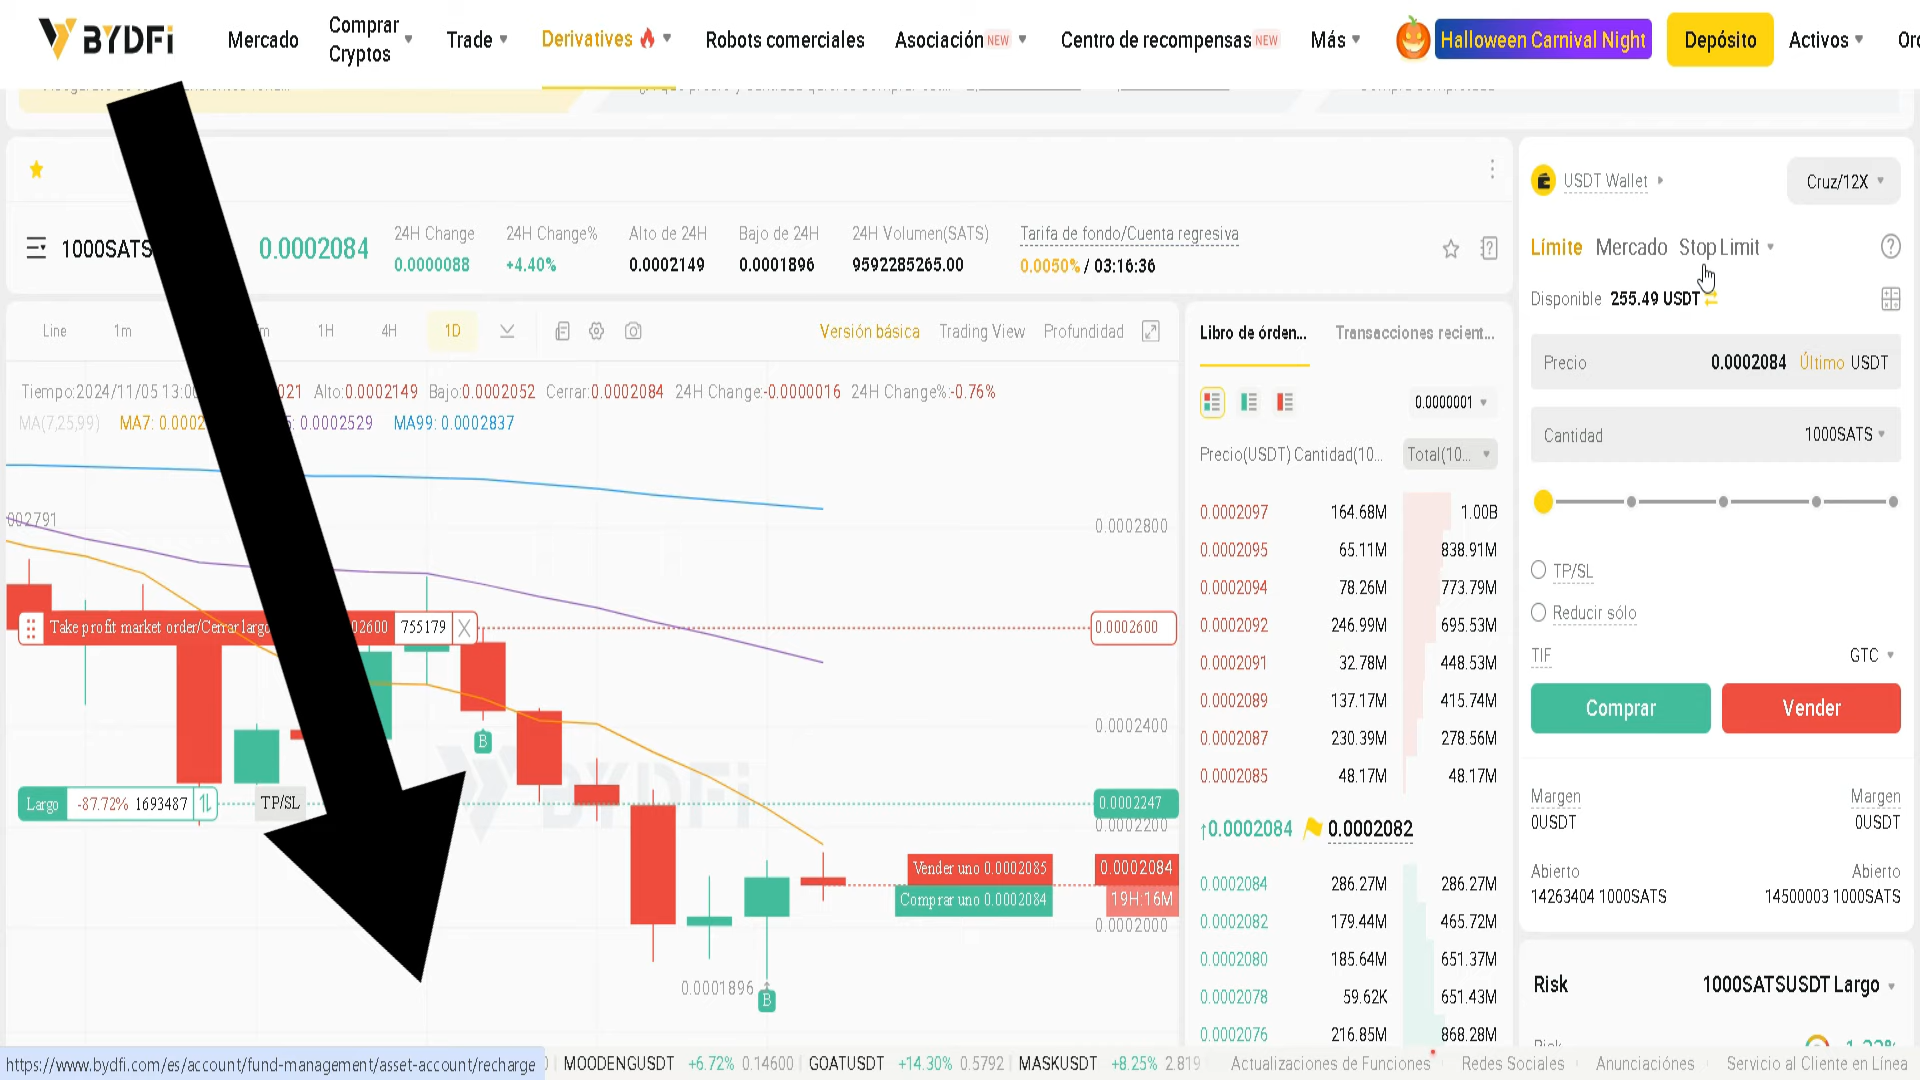 BYDFi
Mercado
Comprar
Cryptos
Trade
Derivatives
Robots comerciales
Asociación NEW
Centro de recompensas NEW
Más
Halloween Carnival Night
Depósito
Activos
1000SATS
0.0002084
24H Change
0.0000088
24H Change%
+4.40%
Alto de 24H
0.0002149
Bajo de 24H
0.0001896
24H Volumen(SATS)
9592285265.00
Tarifa de fondo/Cuenta regresiva
0.0050% / 03:16:36
Line 1m 1H 4H 1D
Versión básica Trading View Profundidad
Tiempo:2024/11/05 13:0 021 Alto:0.0002149 Bajo:0.0002052 Cerrar:0.0002084 24H Change:-0.0000016 24H Change%:-0.76%
MA(7,25,99) MA7: 0.0002 : 0.0002529 MA99: 0.0002837
002791
0.0002800
Take profit market order/Cerrar largo 02600 755179 X
0.0002600
0.0002400
B
BYDFi
Largo -87.72% 1693487 TP/SL
0.0002247
0.0002200
Vender uno 0.0002085
0.0002084
Comprar uno 0.0002084
19H:16M
0.0002000
0.0001896
B
Libro de órden... Transacciones recient...
0.0000001
Precio(USDT) Cantidad(10... Total(10...
0.0002097 164.68M 1.00B
0.0002095 65.11M 838.91M
0.0002094 78.26M 773.79M
0.0002092 246.99M 695.53M
0.0002091 32.78M 448.53M
0.0002089 137.17M 415.74M
0.0002087 230.39M 278.56M
0.0002085 48.17M 48.17M
↑0.0002084 0.0002082
0.0002084 286.27M 286.27M
0.0002082 179.44M 465.72M
0.0002080 185.64M 651.37M
0.0002078 59.62K 651.43M
0.0002076 216.85M 868.28M
USDT Wallet
Cruz/12X
Límite Mercado Stop Limit
Disponible 255.49 USDT
Precio 0.0002084 Último USDT
Cantidad 1000SATS
TP/SL
Reducir sólo
TIF GTC
Comprar Vender
Margen Margen
0USDT 0USDT
Abierto Abierto
14263404 1000SATS 14500003 1000SATS
Risk 1000SATSUSDT Largo
https://www.bydfi.com/es/account/fund-management/asset-account/recharge
MOODENGUSDT +6.72% 0.14600 GOATUSDT +14.30% 0.5792 MASKUSDT +8.25% 2.819
Actualizaciones de Funciones Redes Sociales Anunciaciónes Servicio al Cliente en Línea